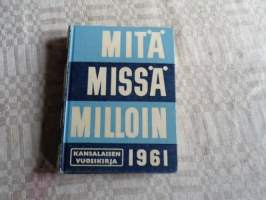 MITÄ
MISSÄ
MILLOIN
KANSALAISEN
VUOSIKIRJA
1961